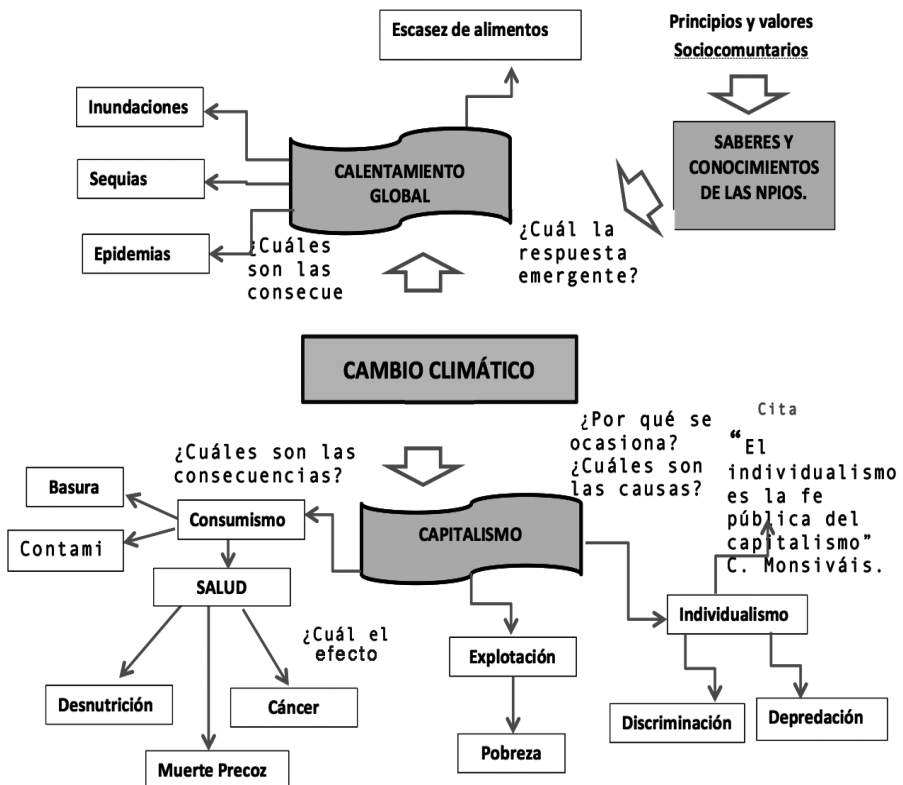 Escasez de alimentos
Principios y valores
Sociocomuntarios
Inundaciones
Sequias
Epidemias
CALENTAMIENTO
GLOBAL
SABERES Y
CONOCIMIENTOS
DE LAS NPIOS.
¿Cuáles
son las
consecue
¿Cuál la
respuesta
emergente?
CAMBIO CLIMÁTICO
¿Cuáles son las
consecuencias?
¿Por qué se
ocasiona?
¿Cuáles son
las causas?
Cita
“El
individualismo
es la fe
pública del
capitalismo”
C. Monsiváis.
Basura
Contami
Consumismo
CAPITALISMO
SALUD
¿Cuál el
efecto
Individualismo
Explotación
Desnutrición
Cáncer
Muerte Precoz
Pobreza
Discriminación
Depredación